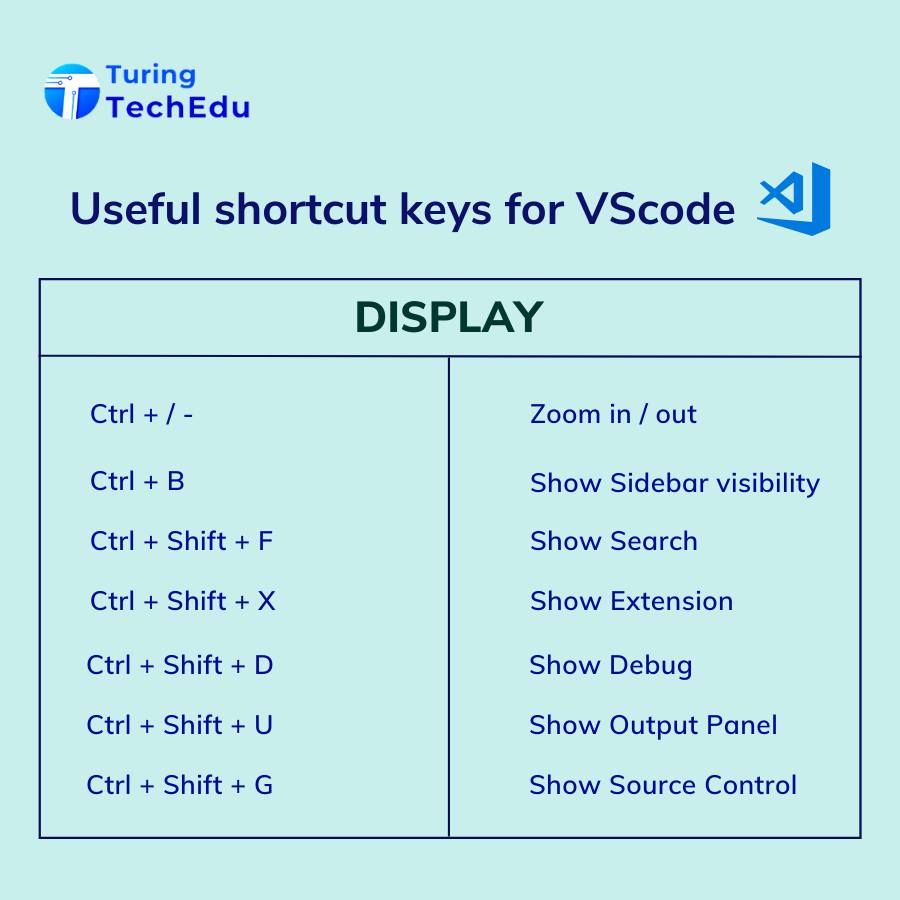 Turing
TechEdu
Useful shortcut keys for VScode
DISPLAY
Ctrl + / - Zoom in / out
Ctrl + B Show Sidebar visibility
Ctrl + Shift + F Show Search
Ctrl + Shift + X Show Extension
Ctrl + Shift + D Show Debug
Ctrl + Shift + U Show Output Panel
Ctrl + Shift + G Show Source Control